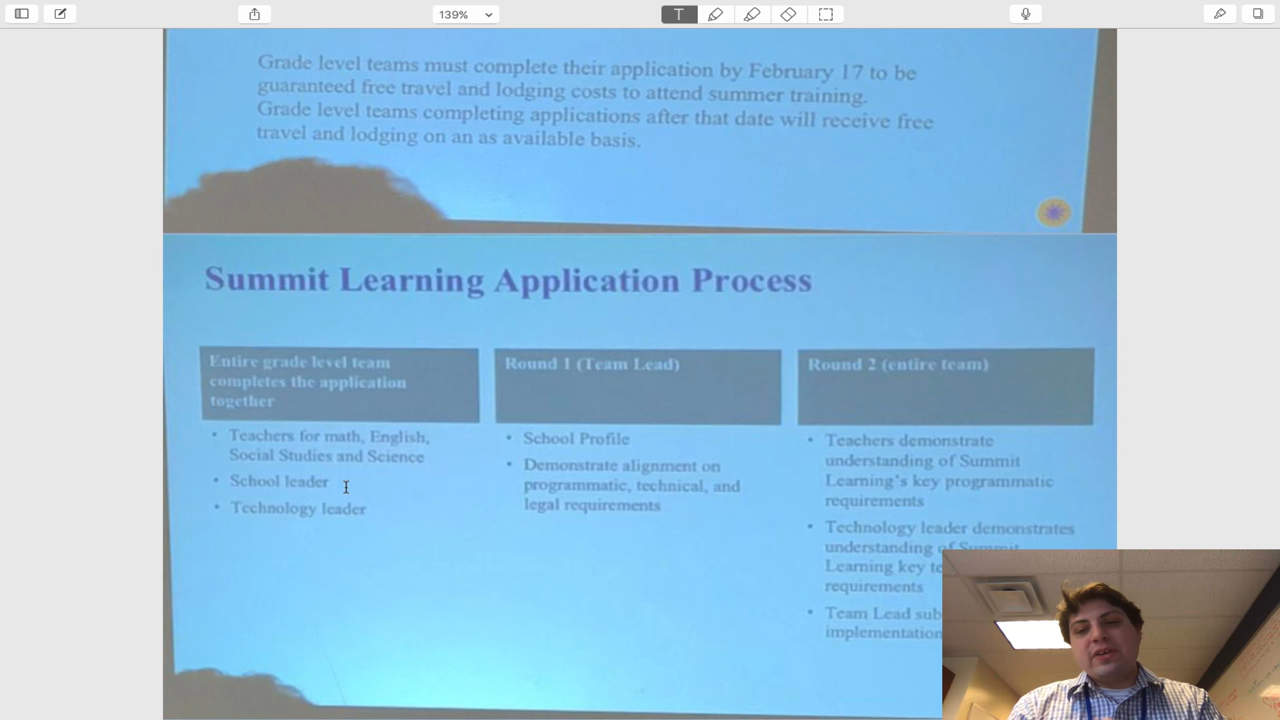 139%
T
Grade level teams must complete their application by February 17 to be
guaranteed free travel and lodging costs to attend summer training.
Grade level teams completing applications after that date will receive free
travel and lodging on an as available basis.
Summit Learning Application Process
Entire grade level team
completes the application
together
• Teachers for math, English,
Social Studies and Science
• School leader
• Technology leader
Round 1 (Team Lead)
• School Profile
• Demonstrate alignment on
programmatic, technical, and
legal requirements
Round 2 (entire team)
• Teachers demonstrate
understanding of Summit
Learning's key programmatic
requirements
• Technology leader demonstrates
understanding of Summit
Learning key
requirements
• Team Lead
implementation